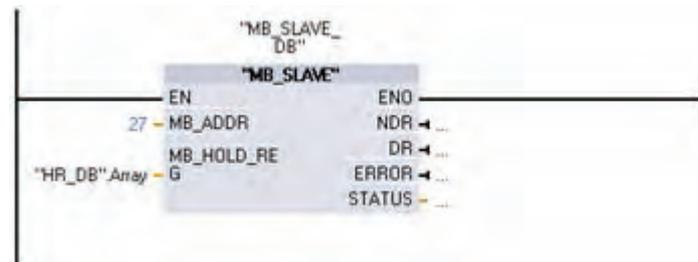 "MB_SLAVE_
DB"
"MB_SLAVE"
EN ENO
27 MB_ADDR NDR ...
MB_HOLD_RE DR ...
"HR_DB".Array G ERROR ...
STATUS ...